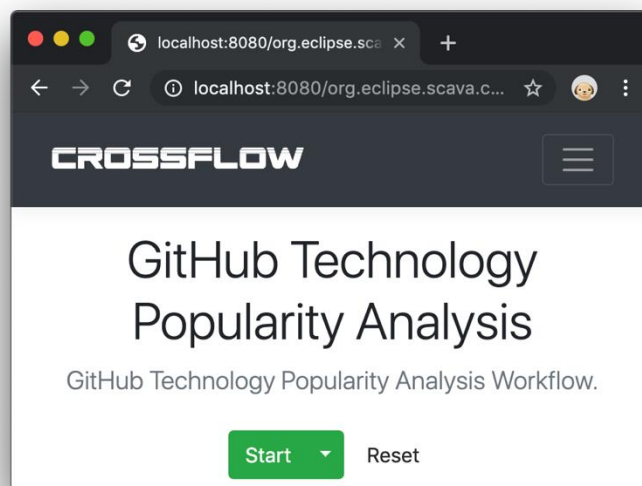 localhost:8080/org.eclipse.sca
localhost:8080/org.eclipse.scava.c...
CROSSFLOW
GitHub Technology
Popularity Analysis
GitHub Technology Popularity Analysis Workflow.
Start Reset